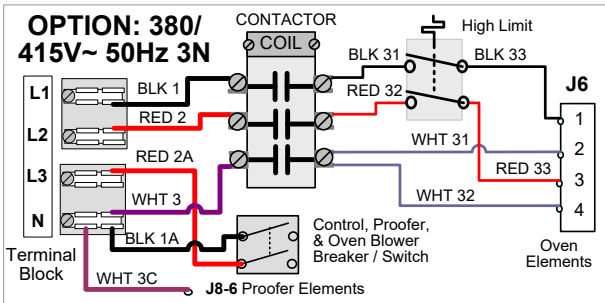 OPTION: 380/
415V~ 50Hz 3N
CONTACTOR
COIL
High Limit
BLK 31
BLK 33
J6
L1
BLK 1
RED 32
1
L2
RED 2
WHT 31
2
RED 2A
RED 33
3
L3
WHT 3
WHT 32
4
N
BLK 1A
Control, Proofer,
& Oven Blower
Breaker / Switch
Oven
Elements
Terminal
Block
WHT 3C
J8-6 Proofer Elements